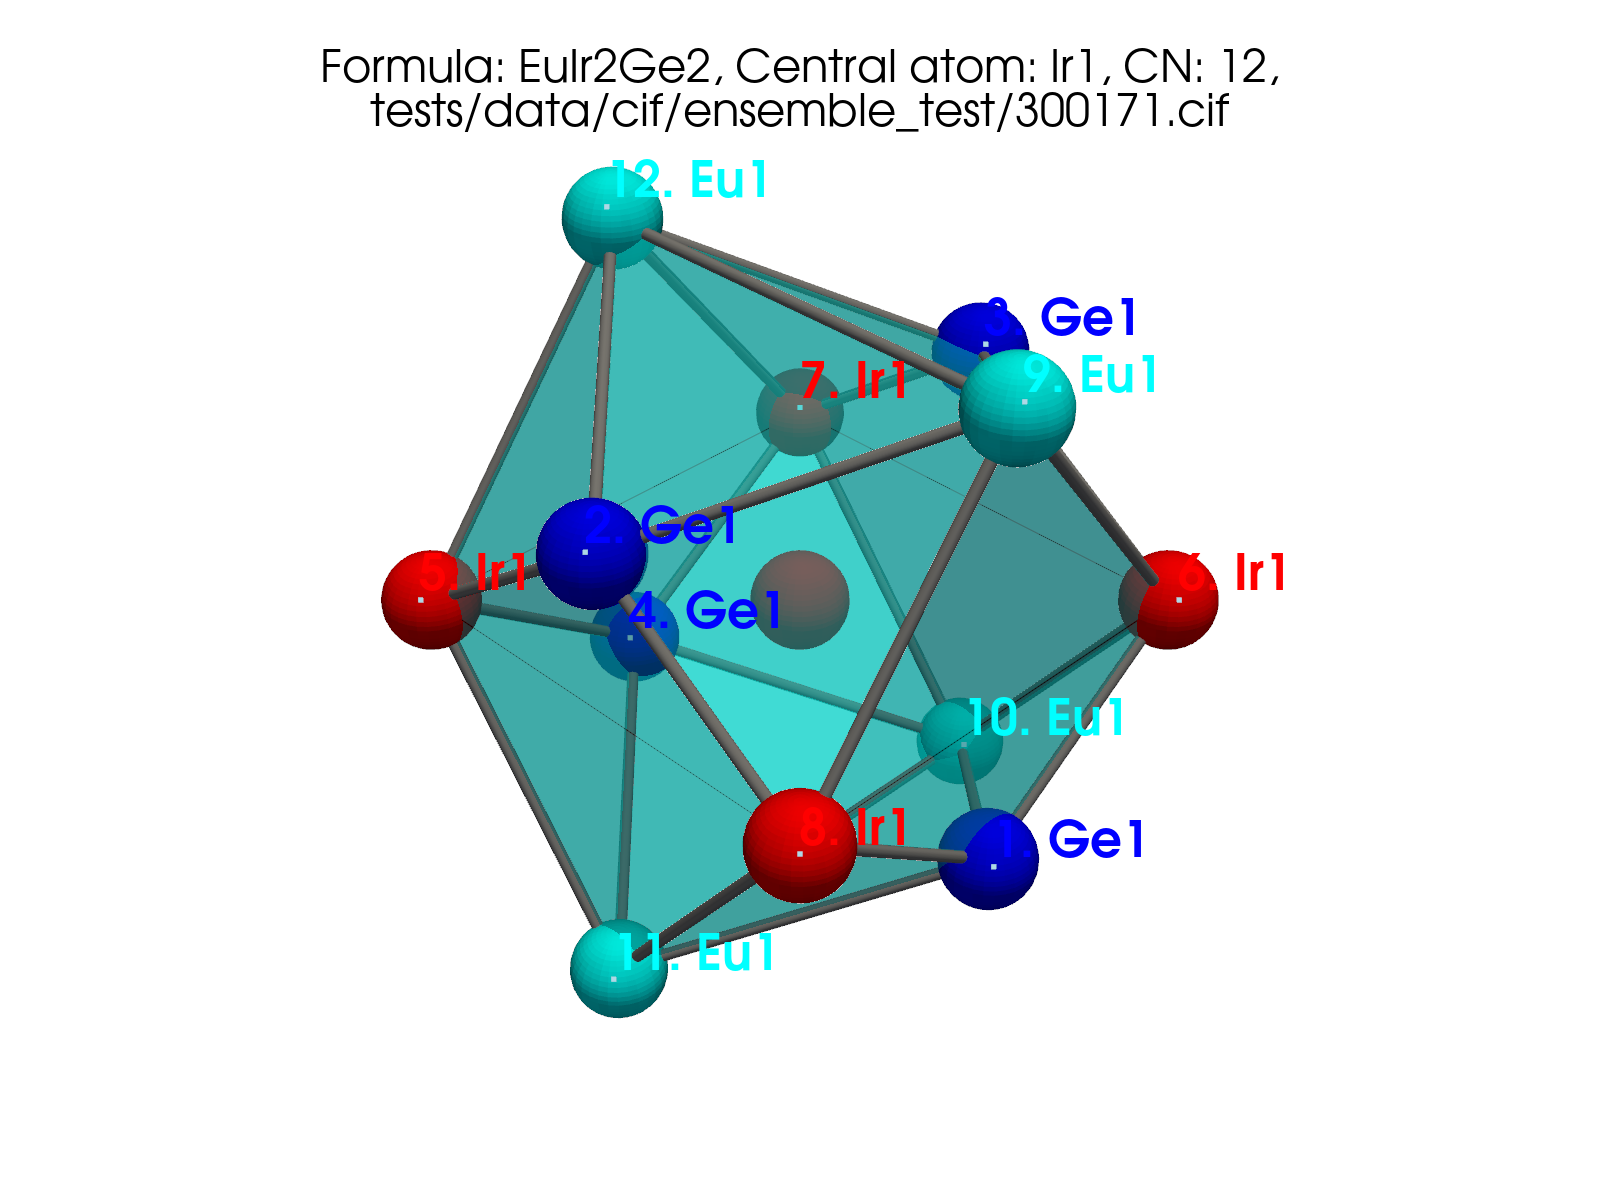 Formula: EuIr2Ge2, Central atom: Ir1, CN: 12,
tests/data/cif/ensemble_test/300171.cif
12. Eu1
3. Ge1
9. Eu1
7. Ir1
2. Ge1
5. Ir1
6. Ir1
4. Ge1
10. Eu1
8. Ir1
1. Ge1
11. Eu1